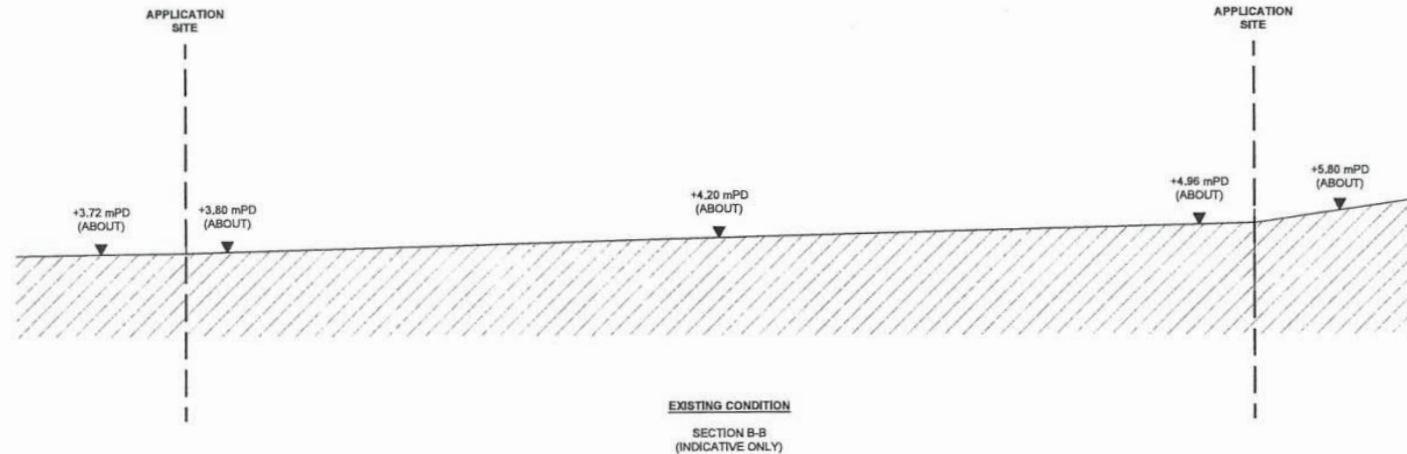 APPLICATION
SITE
APPLICATION
SITE
+3.72 mPD
(ABOUT)
+3.80 mPD
(ABOUT)
+4.20 mPD
(ABOUT)
+4.96 mPD
(ABOUT)
+5.80 mPD
(ABOUT)
EXISTING CONDITION
SECTION B-B
(INDICATIVE ONLY)